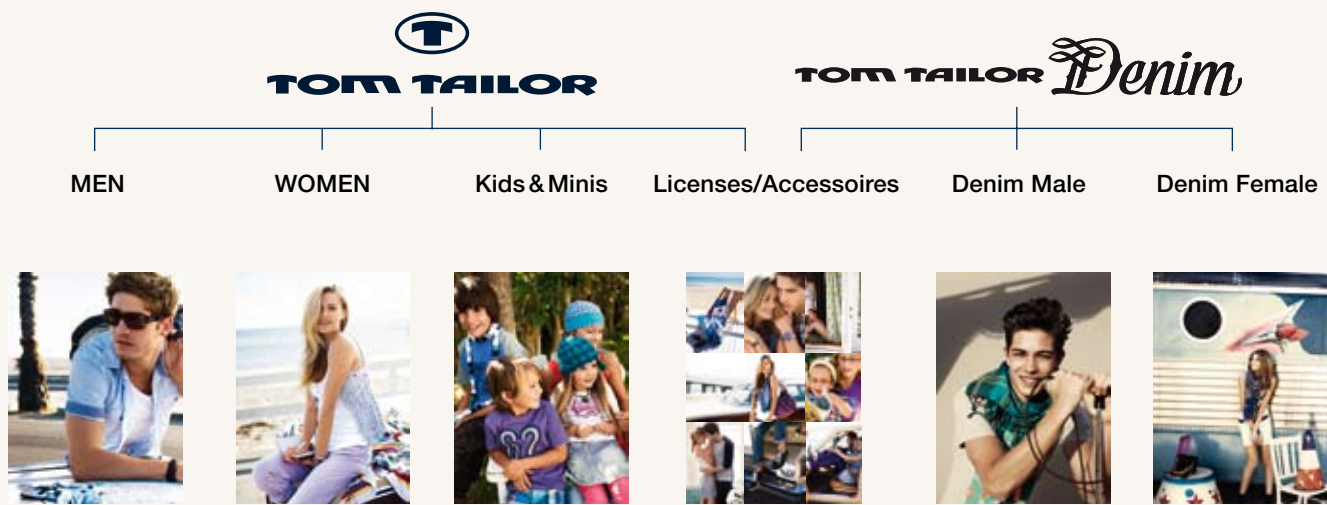 T
TOM TAILOR
TOM TAILOR Denim
MEN
WOMEN
Kids & Minis
Licenses/Accessoires
Denim Male
Denim Female